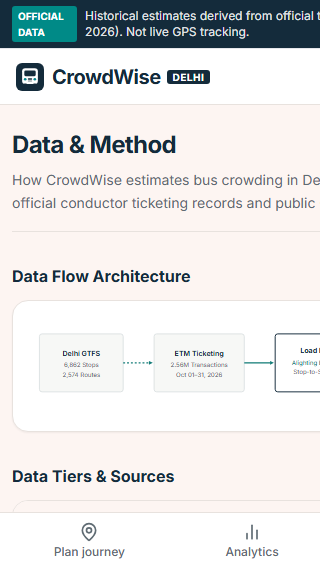 OFFICIAL
DATA
Historical estimates derived from official
2026). Not live GPS tracking.
CrowdWise DELHI
Data & Method
How CrowdWise estimates bus crowding in De
official conductor ticketing records and public
Data Flow Architecture
Delhi GTFS
6,862 Stops
2,574 Routes
ETM Ticketing
2.56M Transactions
Oct 01-31, 2026
Load
Alighting
Stop-to-S
Data Tiers & Sources
Plan journey
Analytics